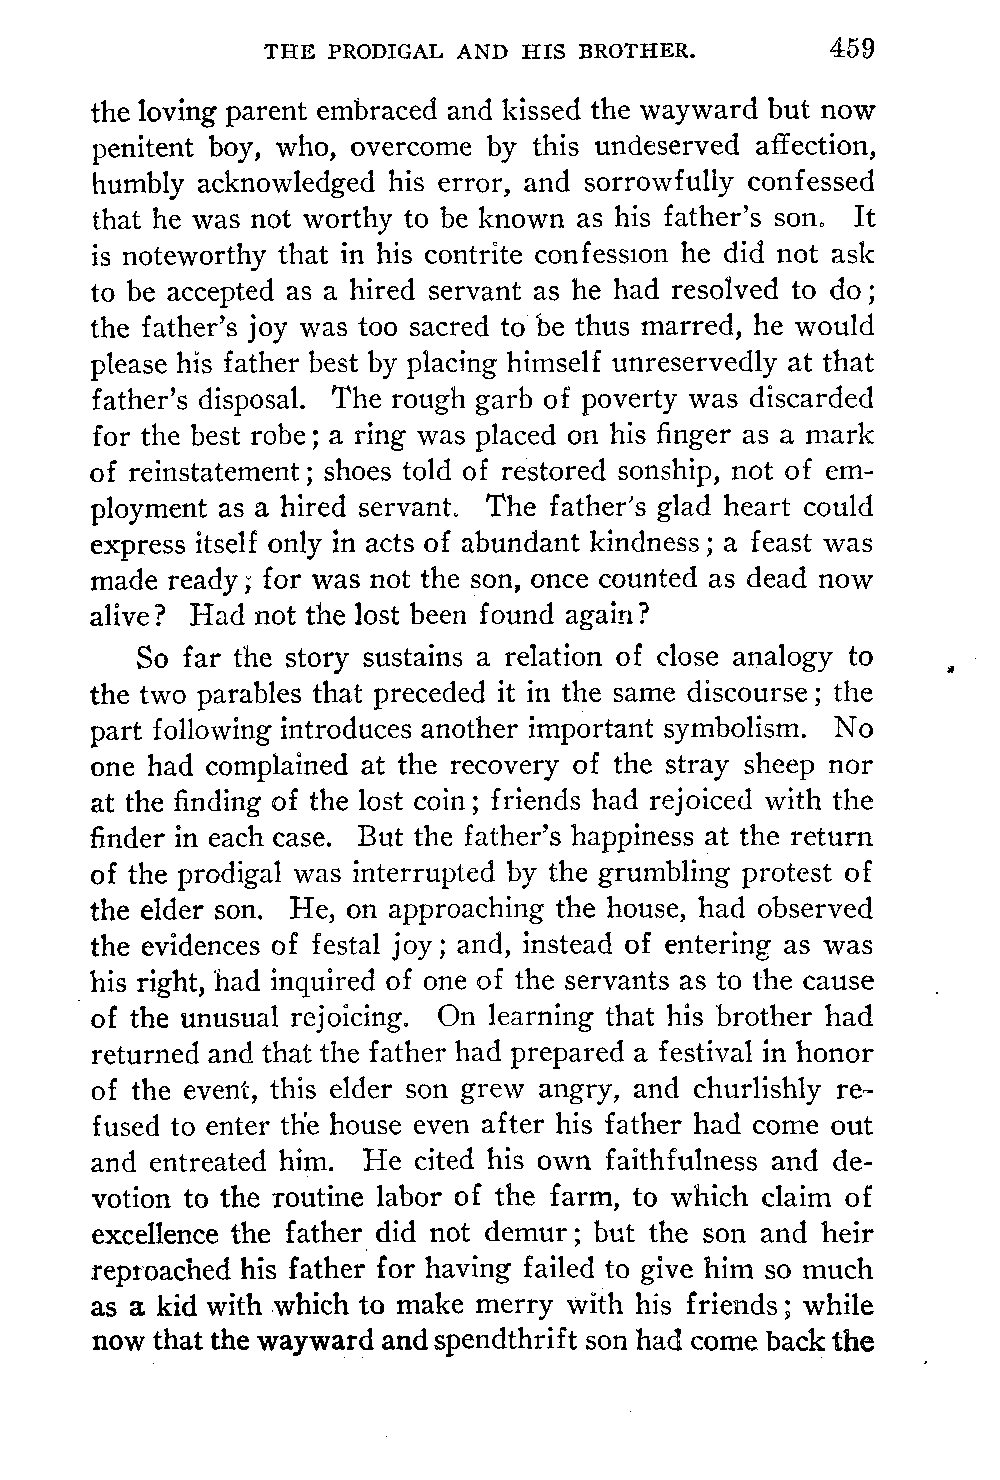 THE PRODIGAL AND HIS BROTHER. 459
the loving parent embraced and kissed the wayward but now
penitent boy, who, overcome by this undeserved affection,
humbly acknowledged his error, and sorrowfully confessed
that he was not worthy to be known as his father's son. It
is noteworthy that in his contrite confession he did not ask
to be accepted as a hired servant as he had resolved to do;
the father's joy was too sacred to be thus marred, he would
please his father best by placing himself unreservedly at that
father's disposal. The rough garb of poverty was discarded
for the best robe; a ring was placed on his finger as a mark
of reinstatement; shoes told of restored sonship, not of em-
ployment as a hired servant. The father's glad heart could
express itself only in acts of abundant kindness; a feast was
made ready; for was not the son, once counted as dead now
alive? Had not the lost been found again?
So far the story sustains a relation of close analogy to
the two parables that preceded it in the same discourse; the
part following introduces another important symbolism. No
one had complained at the recovery of the stray sheep nor
at the finding of the lost coin; friends had rejoiced with the
finder in each case. But the father's happiness at the return
of the prodigal was interrupted by the grumbling protest of
the elder son. He, on approaching the house, had observed
the evidences of festal joy; and, instead of entering as was
his right, had inquired of one of the servants as to the cause
of the unusual rejoicing. On learning that his brother had
returned and that the father had prepared a festival in honor
of the event, this elder son grew angry, and churlishly re-
fused to enter the house even after his father had come out
and entreated him. He cited his own faithfulness and de-
votion to the routine labor of the farm, to which claim of
excellence the father did not demur; but the son and heir
reproached his father for having failed to give him so much
as a kid with which to make merry with his friends; while
now that the wayward and spendthrift son had come back the